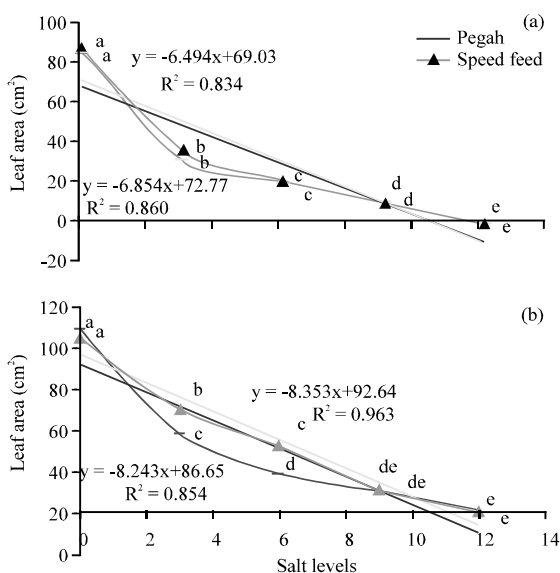 100
80
60
40
20
0
-20
Leaf area (cm²)
(a)
Pegah
Speed feed
y = -6.494x+69.03
R² = 0.834
y = -6.854x+72.77
R² = 0.860
a
a
b
b
c
c
d
d
e
e
120
100
80
60
40
20
0
Leaf area (cm²)
(b)
y = -8.353x+92.64
R² = 0.963
y = -8.243x+86.65
R² = 0.854
a
a
b
c
c
d
de
de
e
e
0 2 4 6 8 10 12 14
Salt levels